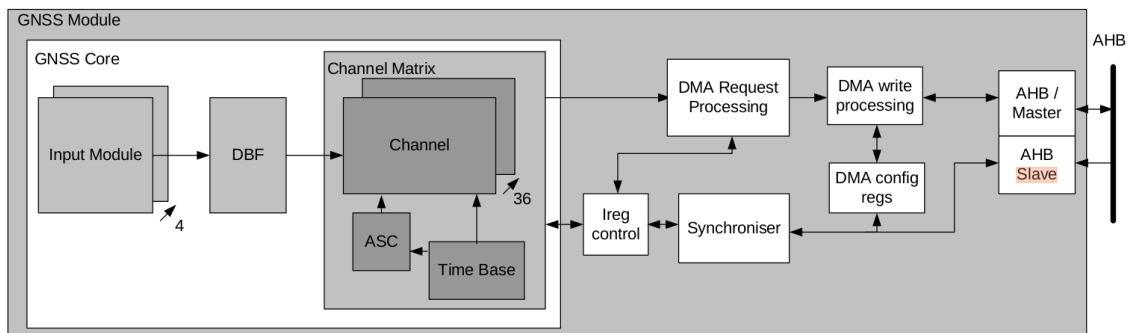 GNSS Module
AHB
GNSS Core
Channel Matrix
Input Module
4
DBF
Channel
36
ASC
Time Base
DMA Request
Processing
DMA write
processing
AHB /
Master
AHB
Slave
DMA config
regs
Ireg
control
Synchroniser